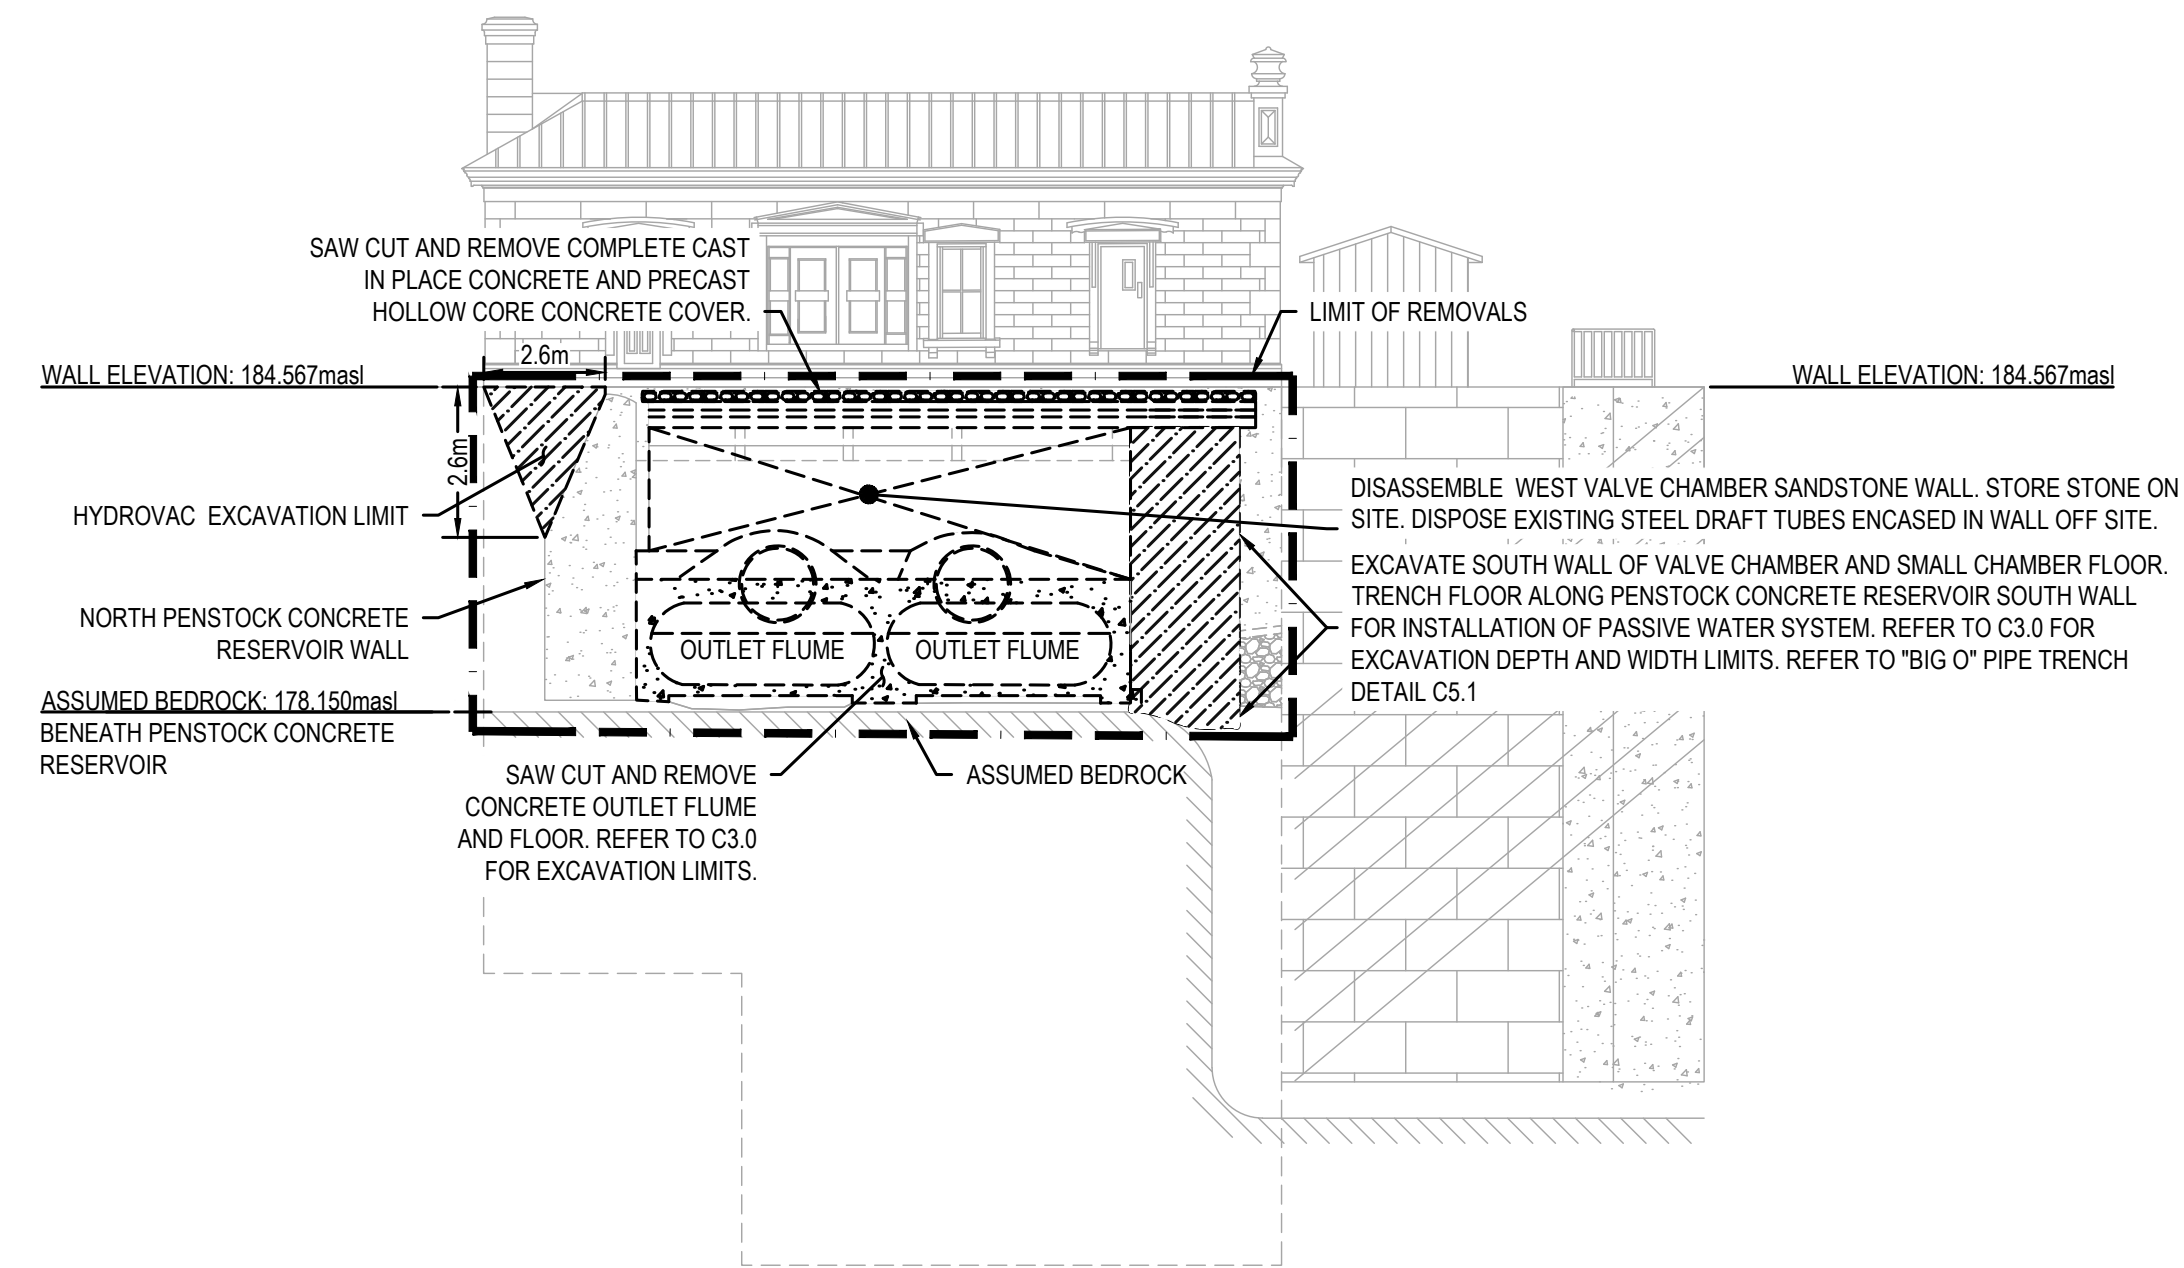 SAW CUT AND REMOVE COMPLETE CAST
IN PLACE CONCRETE AND PRECAST
HOLLOW CORE CONCRETE COVER.
LIMIT OF REMOVALS
2.6m
WALL ELEVATION: 184.567masl
WALL ELEVATION: 184.567masl
2.6m
HYDROVAC EXCAVATION LIMIT
DISASSEMBLE WEST VALVE CHAMBER SANDSTONE WALL. STORE STONE ON
SITE. DISPOSE EXISTING STEEL DRAFT TUBES ENCASED IN WALL OFF SITE.
EXCAVATE SOUTH WALL OF VALVE CHAMBER AND SMALL CHAMBER FLOOR.
TRENCH FLOOR ALONG PENSTOCK CONCRETE RESERVOIR SOUTH WALL
FOR INSTALLATION OF PASSIVE WATER SYSTEM. REFER TO C3.0 FOR
EXCAVATION DEPTH AND WIDTH LIMITS. REFER TO "BIG O" PIPE TRENCH
DETAIL C5.1
NORTH PENSTOCK CONCRETE
RESERVOIR WALL
OUTLET FLUME
OUTLET FLUME
ASSUMED BEDROCK: 178.150masl
BENEATH PENSTOCK CONCRETE
RESERVOIR
SAW CUT AND REMOVE
CONCRETE OUTLET FLUME
AND FLOOR. REFER TO C3.0
FOR EXCAVATION LIMITS.
ASSUMED BEDROCK